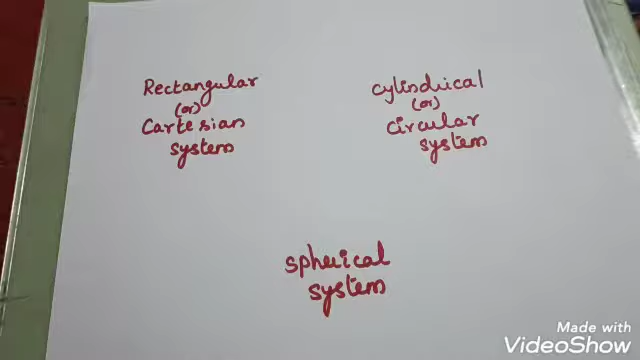 Rectangular
(or)
Cartesian
system
cylindrical
(or)
circular
system
spherical
system
Made with
VideoShow